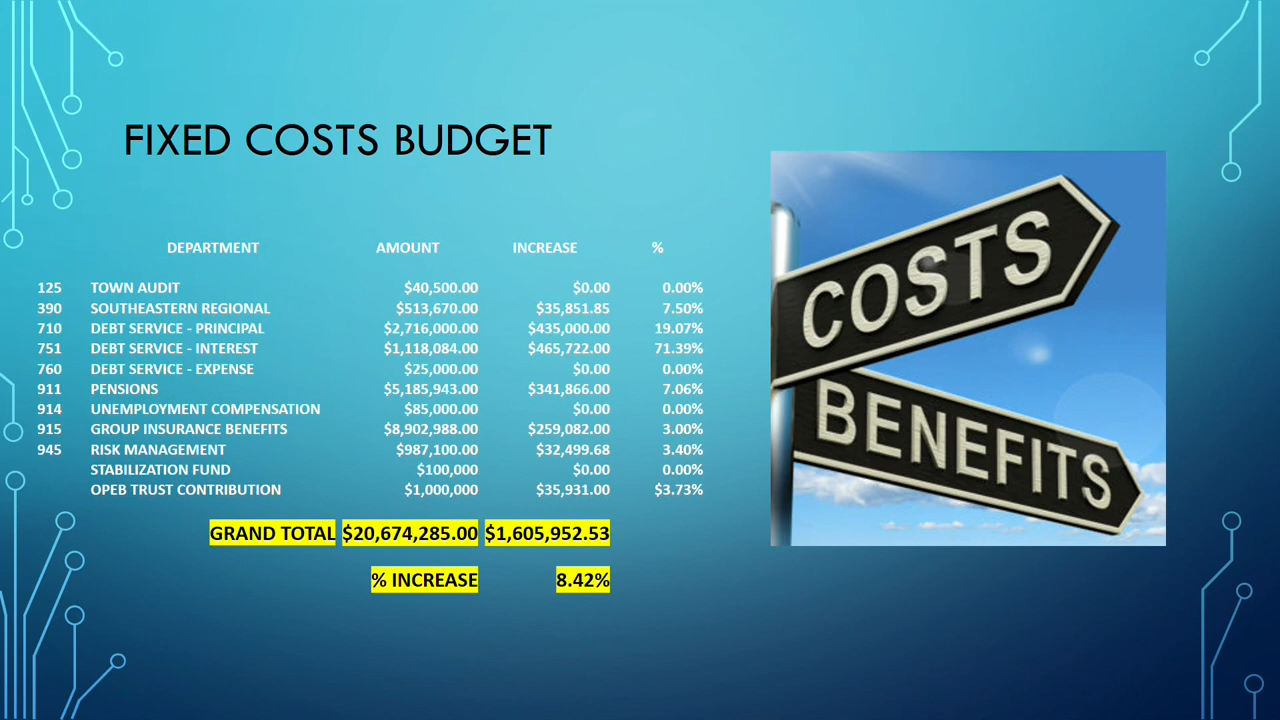 FIXED COSTS BUDGET
DEPARTMENT AMOUNT INCREASE %
125 TOWN AUDIT $40,500.00 $0.00 0.00%
390 SOUTHEASTERN REGIONAL $513,670.00 $35,851.85 7.50%
710 DEBT SERVICE - PRINCIPAL $2,716,000.00 $435,000.00 19.07%
751 DEBT SERVICE - INTEREST $1,118,084.00 $465,722.00 71.39%
760 DEBT SERVICE - EXPENSE $25,000.00 $0.00 0.00%
911 PENSIONS $5,185,943.00 $341,866.00 7.06%
914 UNEMPLOYMENT COMPENSATION $85,000.00 $0.00 0.00%
915 GROUP INSURANCE BENEFITS $8,902,988.00 $259,082.00 3.00%
945 RISK MANAGEMENT $987,100.00 $32,499.68 3.40%
STABILIZATION FUND $100,000 $0.00 0.00%
OPEB TRUST CONTRIBUTION $1,000,000 $35,931.00 $3.73%
GRAND TOTAL $20,674,285.00 $1,605,952.53
% INCREASE 8.42%
COSTS
BENEFITS